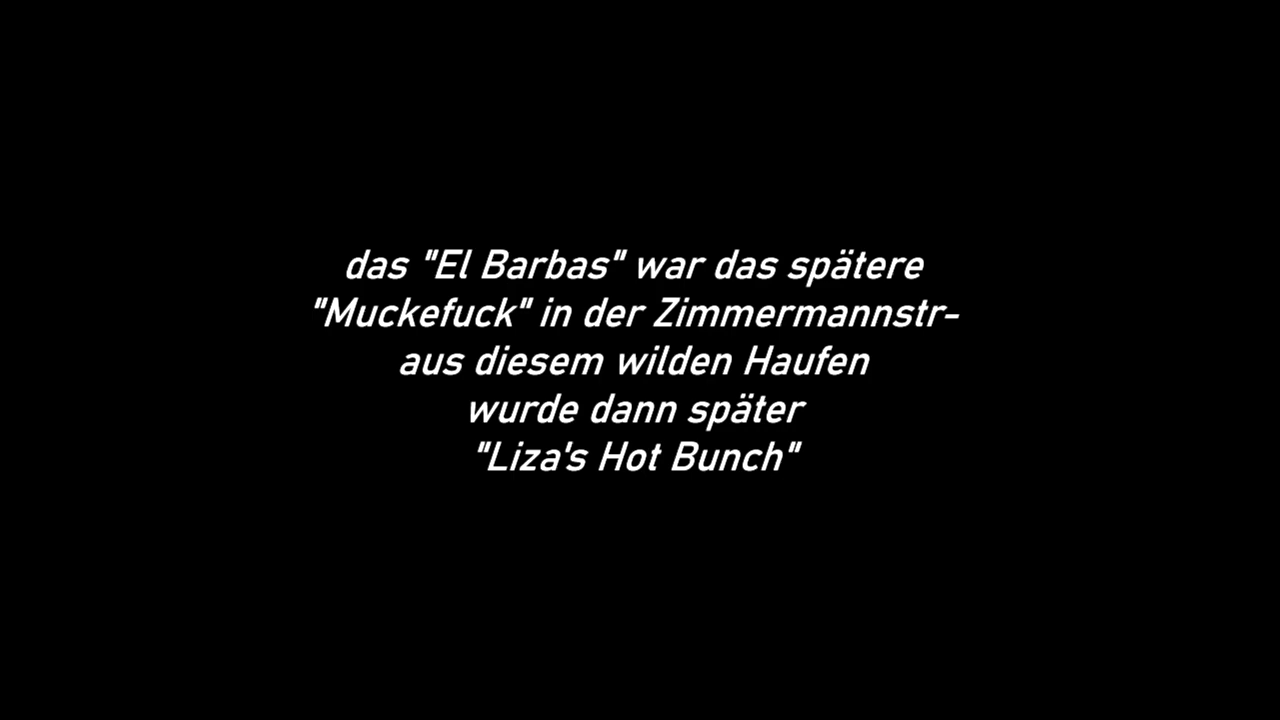 das "El Barbas" war das spätere
"Muckefuck" in der Zimmermannstr-
aus diesem wilden Haufen
wurde dann später
"Liza's Hot Bunch"